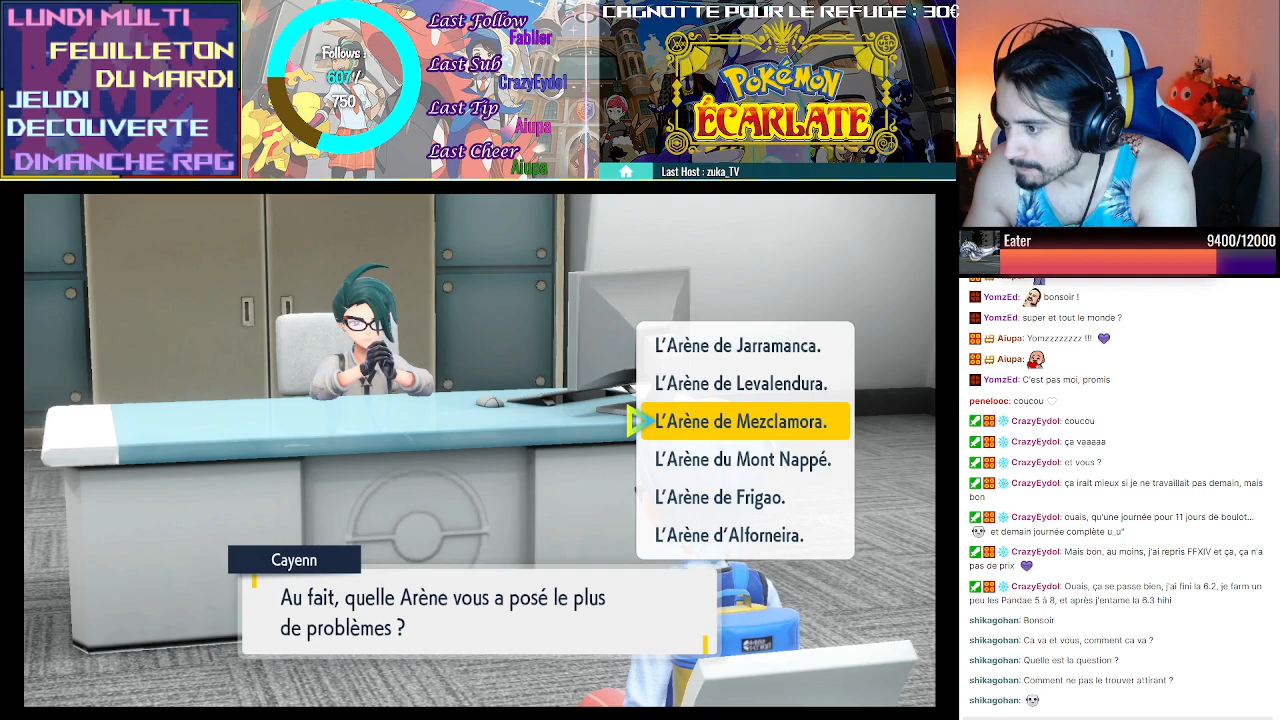 LUNDI MULTI
FEUILLETON
DU MARDI
JEUDI
DECOUVERTE
DIMANCHE RPG
Follows :
607/
750
Last Follow
Fabller
Last Sub
CrazyEydol
Last Tip
Aiupa
Last Cheer
Aiupa
CAGNOTTE POUR LE REFUGE : 30€
POKéMON
ÉCARLATE
Last Host : zuka_TV
Eater
9400/12000
L'Arène de Jarramanca.
L'Arène de Levalendura.
L'Arène de Mezclamora.
L'Arène du Mont Nappé.
L'Arène de Frigao.
L'Arène d'Alforneira.
Cayenn
Au fait, quelle Arène vous a posé le plus
de problèmes ?
YomzEd: bonsoir !
YomzEd: super et tout le monde ?
Aiupa: Yomzzzzzzzz !!!
Aiupa:
YomzEd: C'est pas moi, promis
penelooc: coucou
CrazyEydol: coucou
CrazyEydol: ça vaaaaa
CrazyEydol: et vous ?
CrazyEydol: ça irait mieux si je ne travaillait pas demain, mais
bon
CrazyEydol: ouais, qu'une journée pour 11 jours de boulot...
et demain journée complète u_u"
CrazyEydol: Mais bon, au moins, j'ai repris FFXIV et ça, ça n'a
pas de prix
CrazyEydol: Ouais, ça se passe bien, j'ai fini la 6.2, je farm un
peu les Pandae 5 à 8, et après j'entame la 6.3 hihi
shikagohan: Bonsoir
shikagohan: Ca va et vous, comment ca va ?
shikagohan: Quelle est la question ?
shikagohan: Comment ne pas le trouver attirant ?
shikagohan: